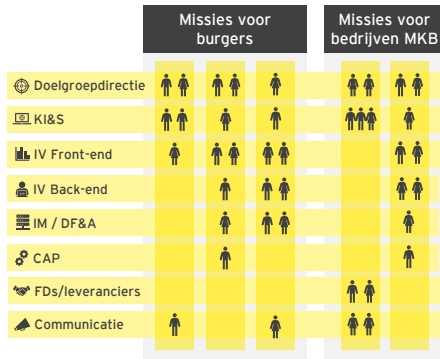 Missies voor
burgers
Missies voor
bedrijven MKB
Doelgroepdirectie
KI&S
IV Front-end
IV Back-end
IM / DF&A
CAP
FDs/leveranciers
Communicatie